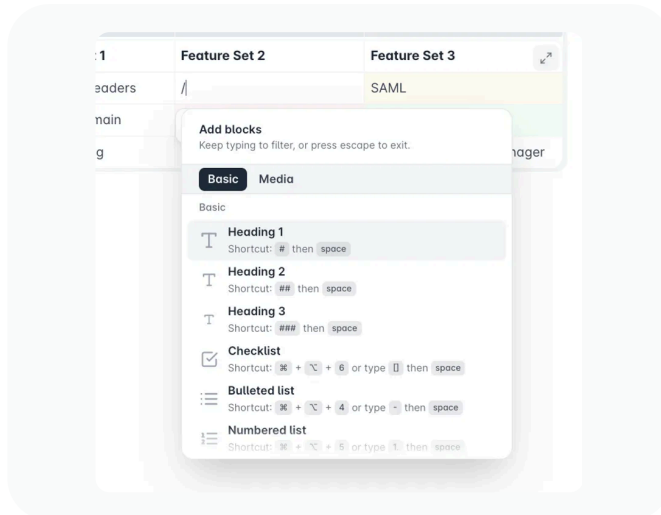 1 Feature Set 2 Feature Set 3
eaders / SAML
main
g nager
Add blocks
Keep typing to filter, or press escape to exit.
Basic Media
Basic
Heading 1
Shortcut: # then space
Heading 2
Shortcut: ## then space
Heading 3
Shortcut: ### then space
Checklist
Shortcut: ⌘ + ⌥ + 6 or type [] then space
Bulleted list
Shortcut: ⌘ + ⌥ + 4 or type - then space
Numbered list
Shortcut: ⌘ + ⌥ + 5 or type 1. then space